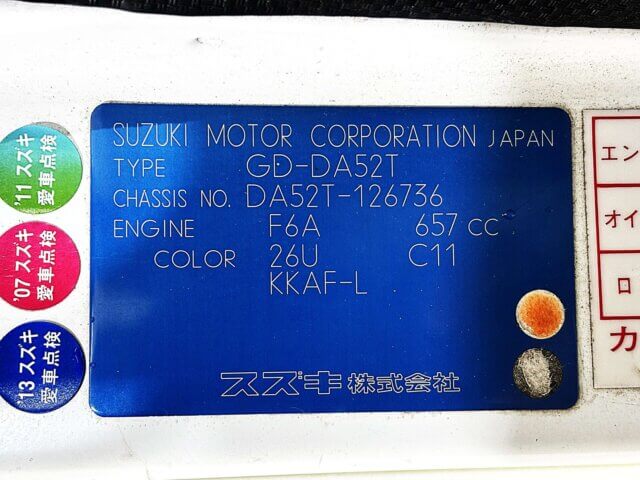 SUZUKI MOTOR CORPORATION JAPAN
TYPE GD-DA52T
CHASSIS NO. DA52T-126736
ENGINE F6A 657 CC
COLOR 26U C11
KKAF-L
スズキ株式会社
'11 スズキ
愛車点検
'07 スズキ
愛車点検
'13 スズキ
愛車点検
エン
オイ
ロ
カ